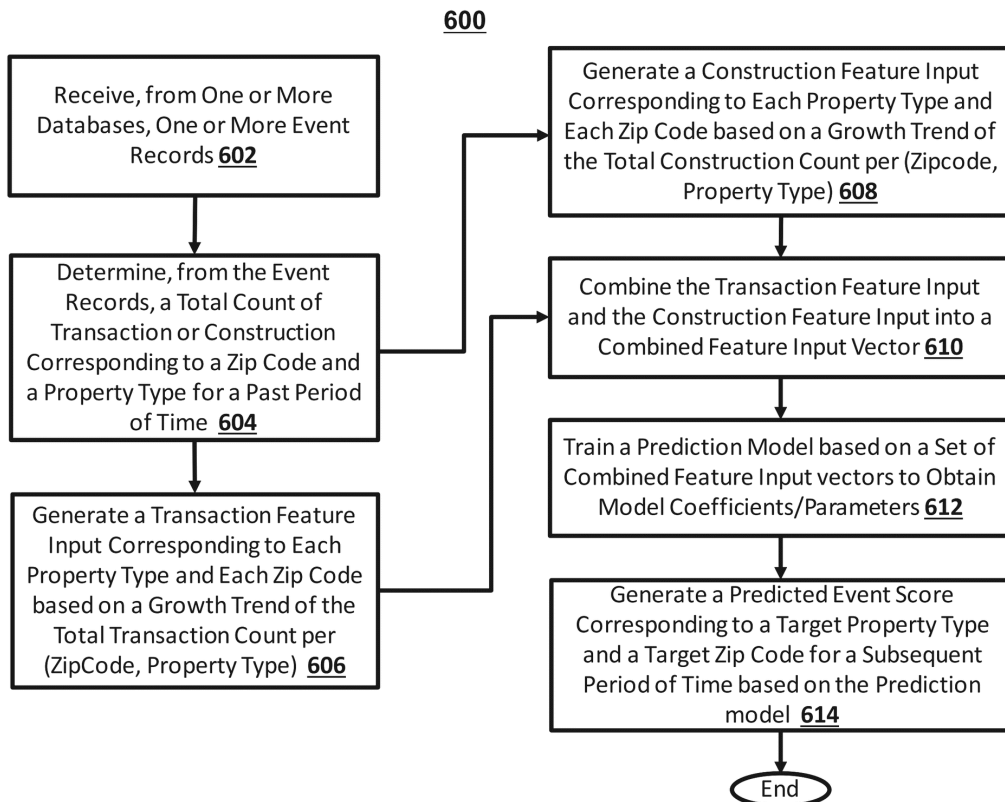 600
Receive, from One or More
Databases, One or More Event
Records 602
Determine, from the Event
Records, a Total Count of
Transaction or Construction
Corresponding to a Zip Code and
a Property Type for a Past Period
of Time 604
Generate a Transaction Feature
Input Corresponding to Each
Property Type and Each Zip Code
based on a Growth Trend of the
Total Transaction Count per
(ZipCode, Property Type) 606
Generate a Construction Feature Input
Corresponding to Each Property Type and
Each Zip Code based on a Growth Trend of
the Total Construction Count per (Zipcode,
Property Type) 608
Combine the Transaction Feature Input
and the Construction Feature Input into a
Combined Feature Input Vector 610
Train a Prediction Model based on a Set of
Combined Feature Input vectors to Obtain
Model Coefficients/Parameters 612
Generate a Predicted Event Score
Corresponding to a Target Property Type
and a Target Zip Code for a Subsequent
Period of Time based on the Prediction
model 614
End